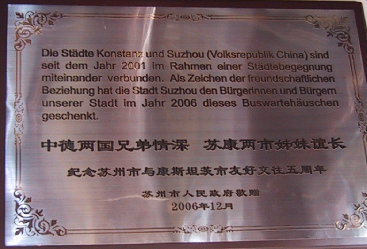 Die Städte Konstanz und Suzhou (Volksrepublik China) sind
seit dem Jahr 2001 im Rahmen einer Städtebegegnung
miteinander verbunden. Als Zeichen der freundschaftlichen
Beziehung hat die Stadt Suzhou den Bürgerinnen und Bürgern
unserer Stadt im Jahr 2006 dieses Buswartehäuschen
geschenkt.
中德两国兄弟情深 苏康两市姊妹谊长
纪念苏州市与康斯坦茨市友好交往五周年
苏州市人民政府敬赠
2006年12月